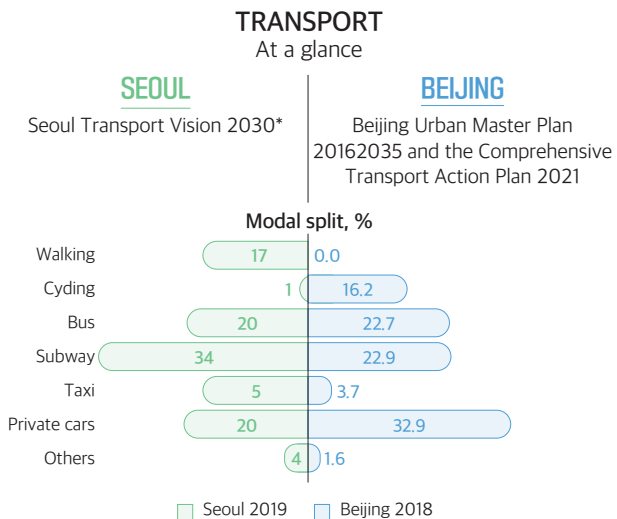 TRANSPORT
At a glance
SEOUL
Seoul Transport Vision 2030*
BEIJING
Beijing Urban Master Plan
20162035 and the Comprehensive
Transport Action Plan 2021
Modal split, %
Walking 17 0.0
Cyding 1 16.2
Bus 20 22.7
Subway 34 22.9
Taxi 5 3.7
Private cars 20 32.9
Others 4 1.6
Seoul 2019 Beijing 2018